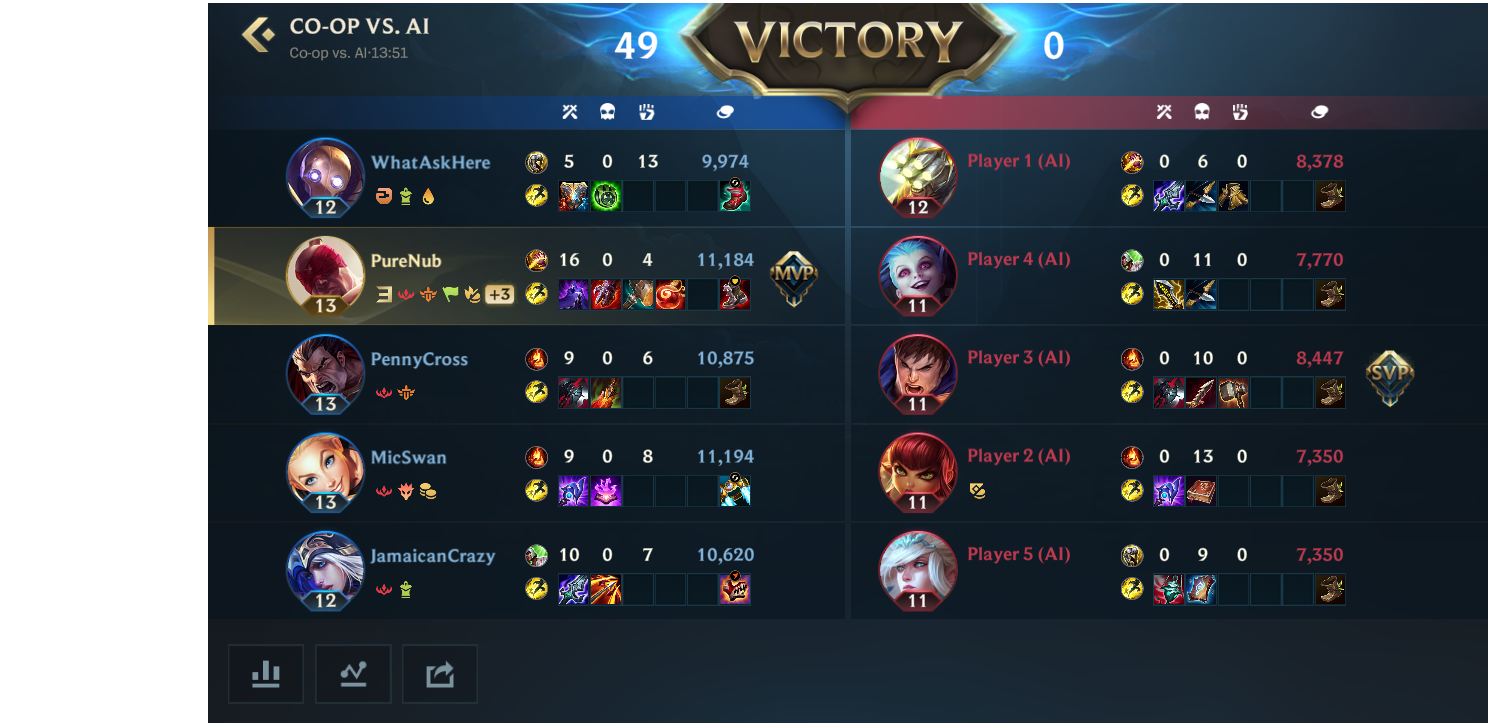 CO-OP VS. AI
Co-op vs. AI·13:51
49 VICTORY 0
WhatAskHere 5 0 13 9,974
12
PureNub +3 16 0 4 11,184 MVP
13
PennyCross 9 0 6 10,875
13
MicSwan 9 0 8 11,194
13
JamaicanCrazy 10 0 7 10,620
12
Player 1 (AI) 0 6 0 8,378
12
Player 4 (AI) 0 11 0 7,770
11
Player 3 (AI) 0 10 0 8,447 SVP
11
Player 2 (AI) 0 13 0 7,350
11
Player 5 (AI) 0 9 0 7,350
11